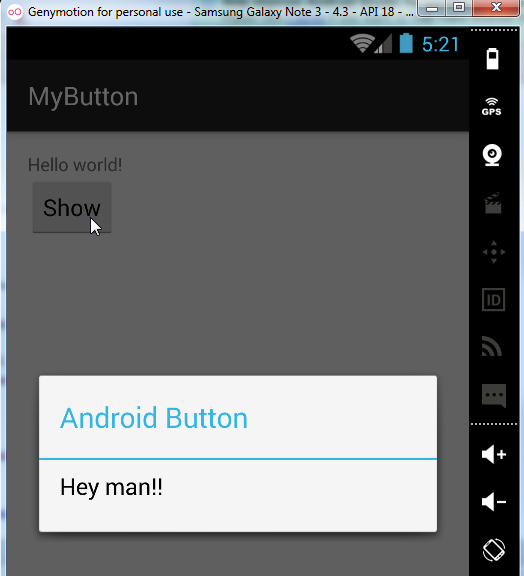 Genymotion for personal use - Samsung Galaxy Note 3 - 4.3 - API 18 - ...
5:21
MyButton
GPS
Hello world!
Show
ID
Android Button
Hey man!!